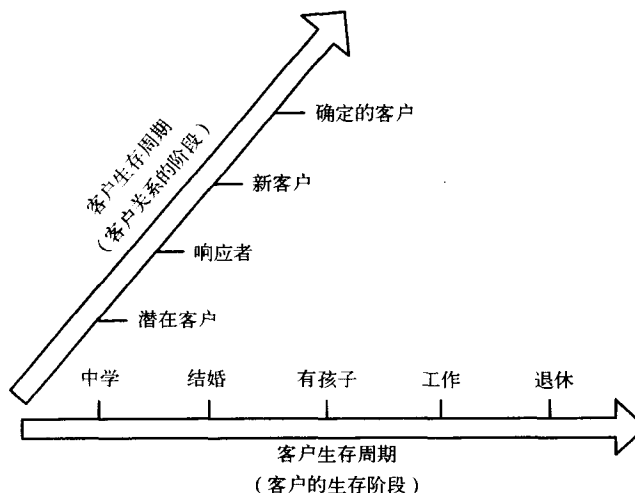 确定的客户
新客户
响应者
潜在客户
客户生存周期
（客户关系的阶段）
中学
结婚
有孩子
工作
退休
客户生存周期
（客户的生存阶段）